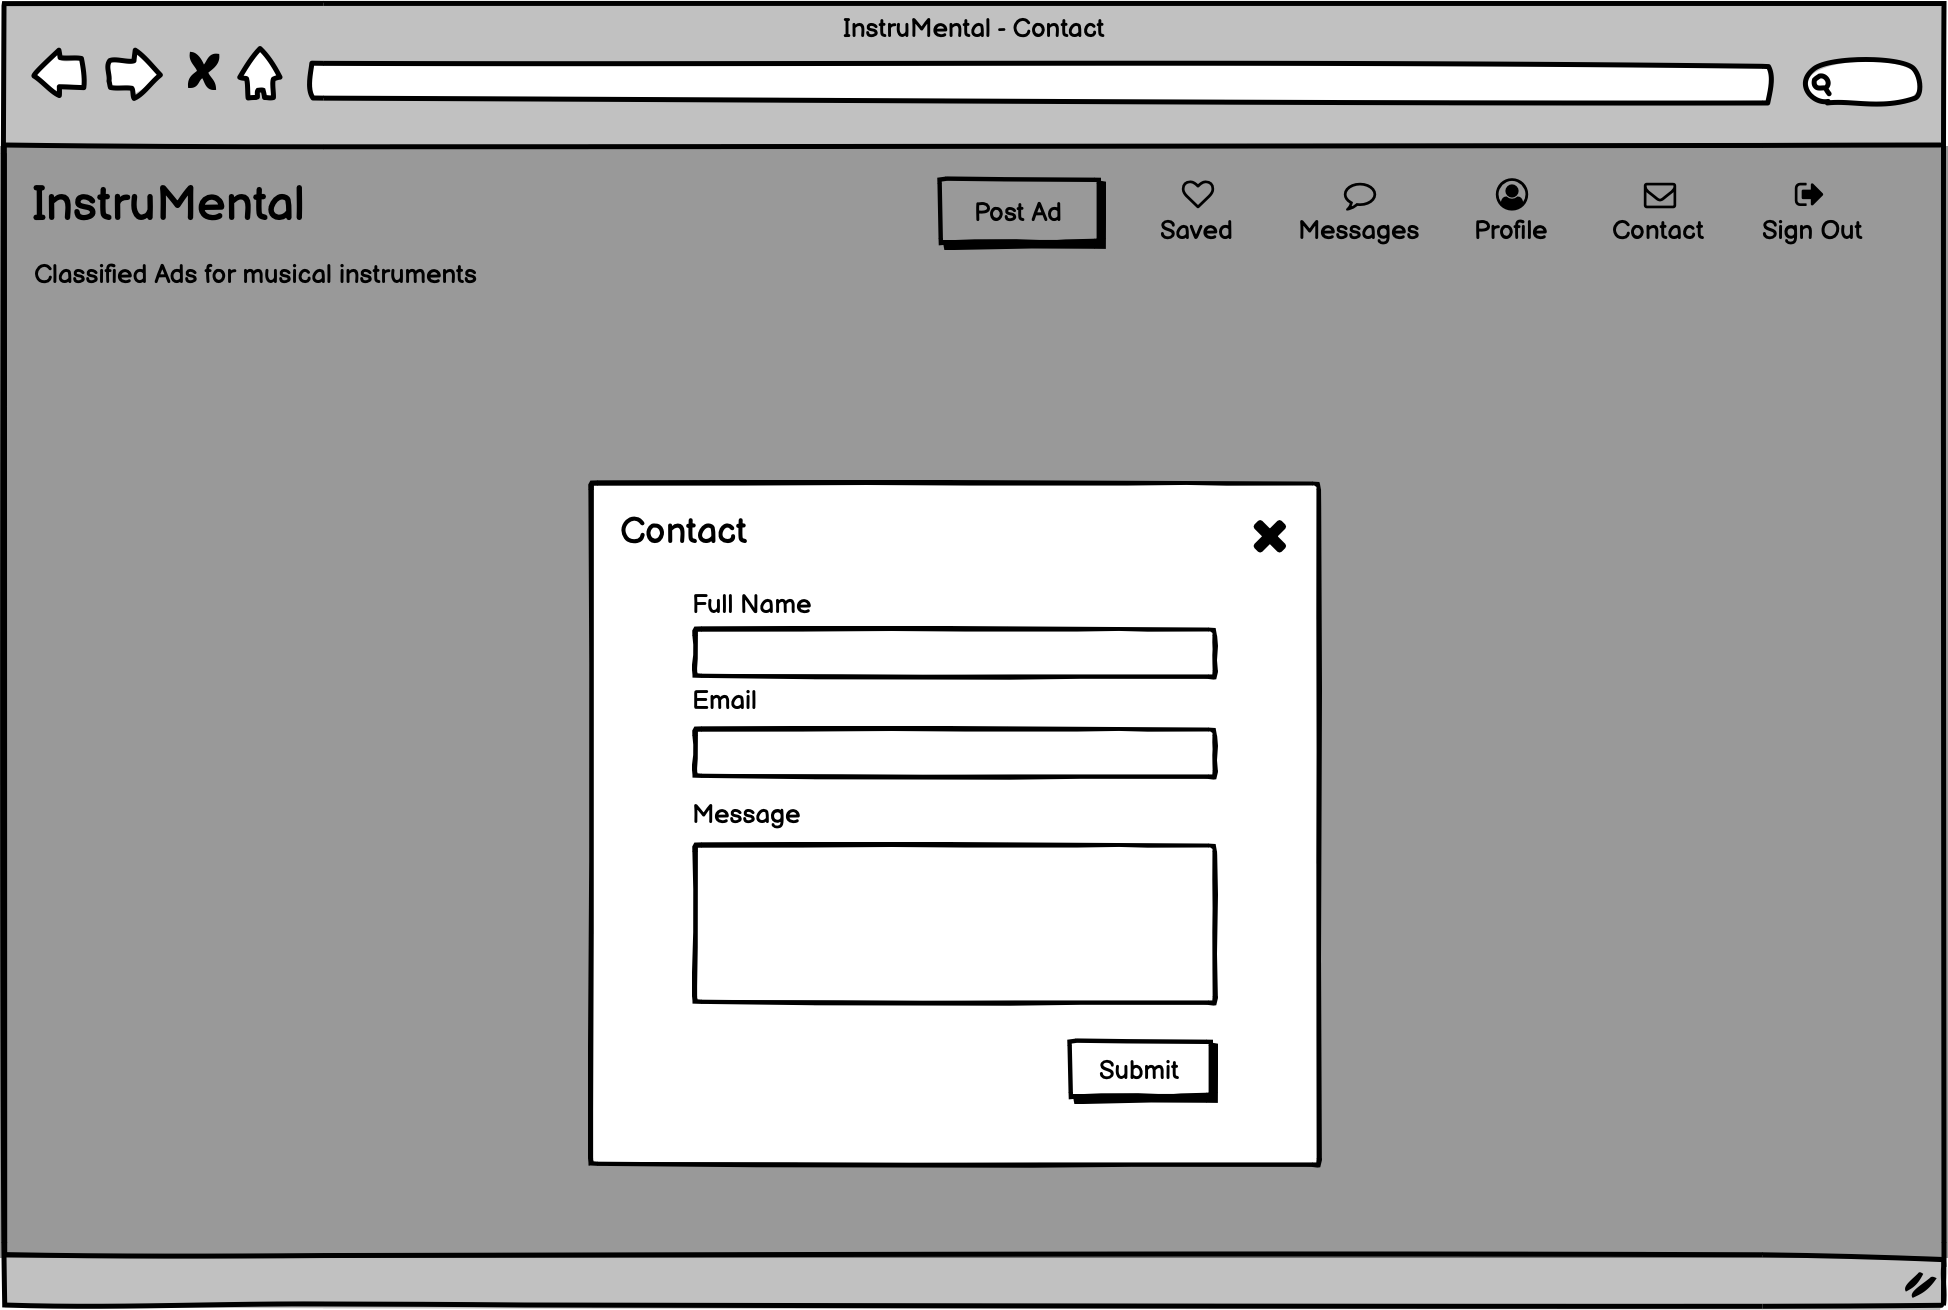 InstruMental - Contact
InstruMental
Post Ad
Saved
Messages
Profile
Contact
Sign Out
Classified Ads for musical instruments
Contact
Full Name
Email
Message
Submit